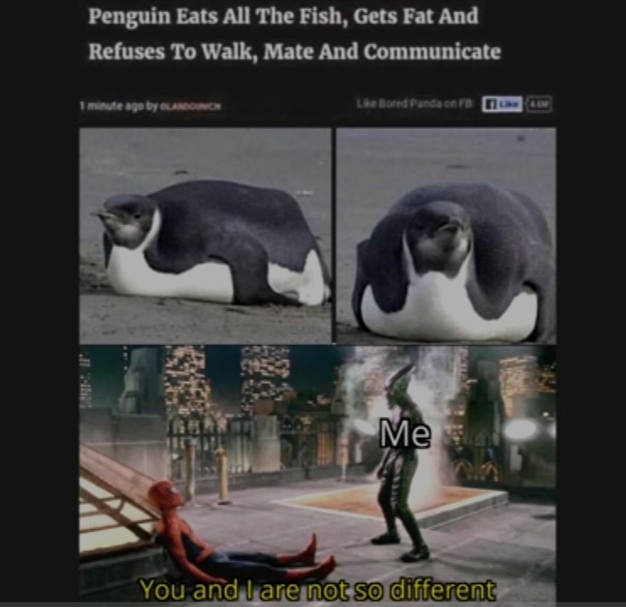 Penguin Eats All The Fish, Gets Fat And
Refuses To Walk, Mate And Communicate
1 minute ago by
Like Bored Panda on FB:
Like
Me
You and I are not so different